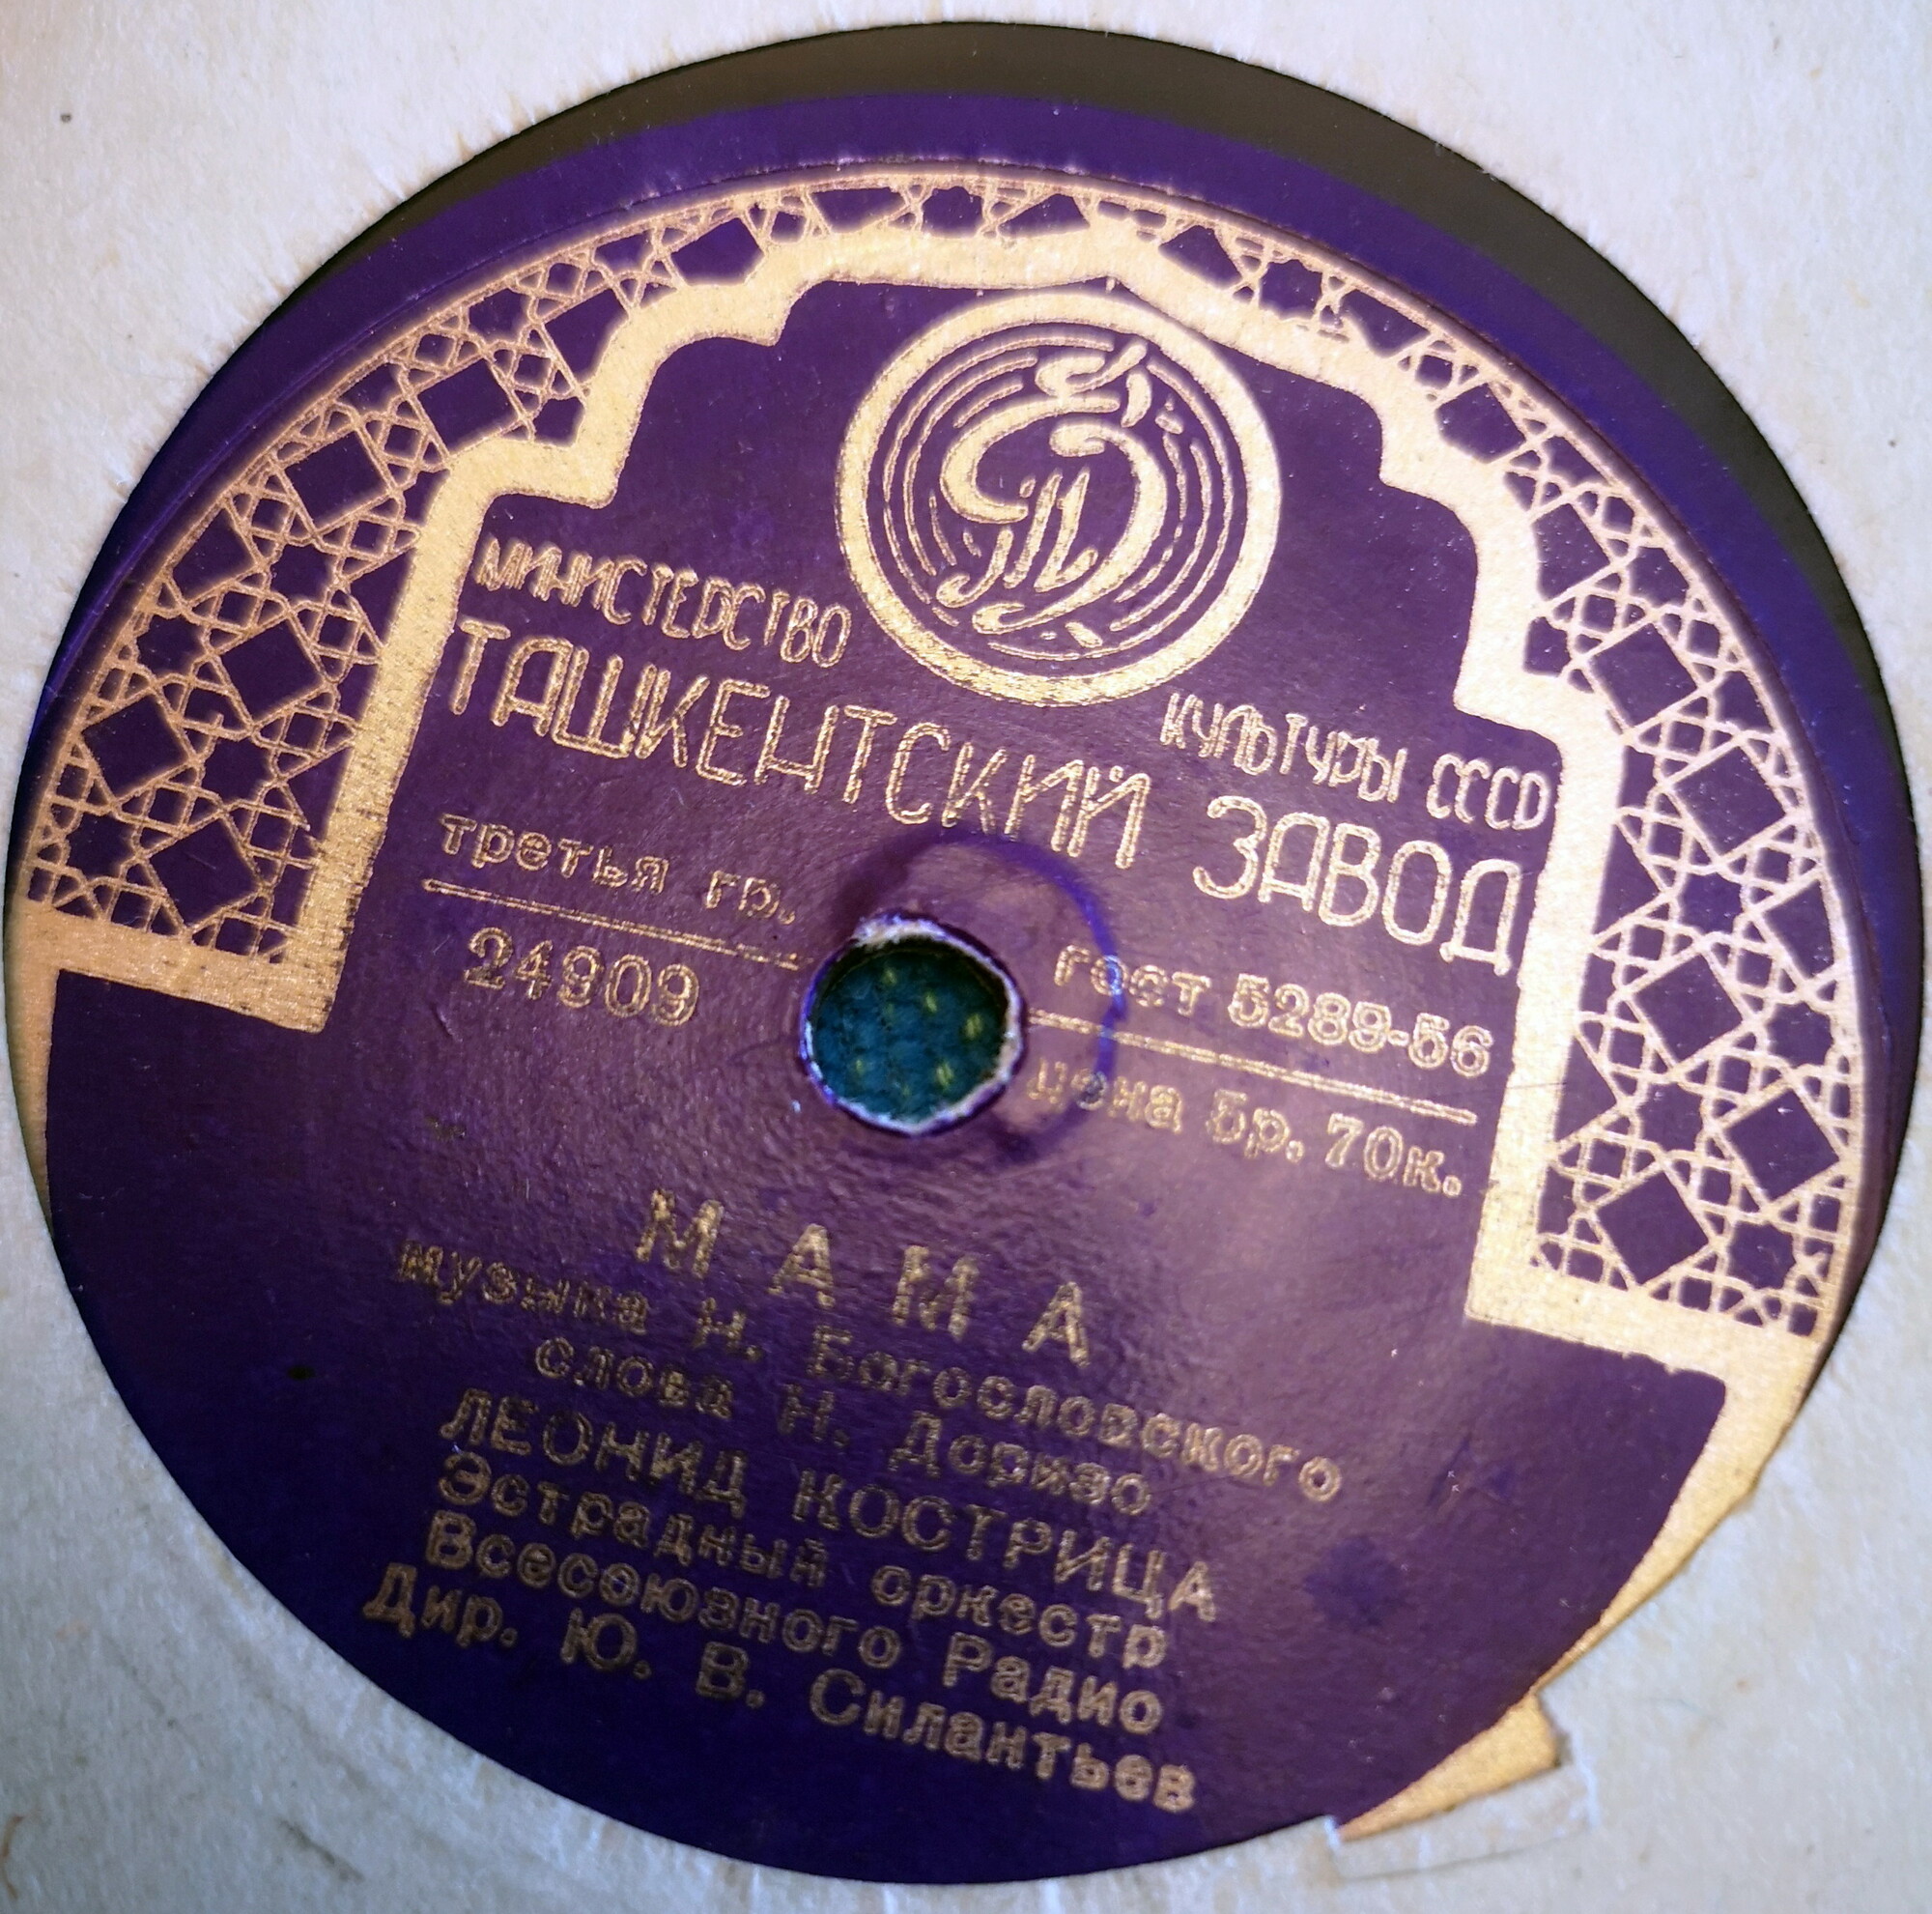 МИНИСТЕРСТВО КУЛЬТУРЫ СССР
ТАШКЕНТСКИЙ ЗАВОД
третья гр. гост 5289-56
24909 цена 5р. 70к.
МАМА
музыка Н. Богословского
слова Н. Доризо
ЛЕОНИД КОСТРИЦА
Эстрадный оркестр
Всесоюзного Радио
Дир. Ю. В. Силантьев